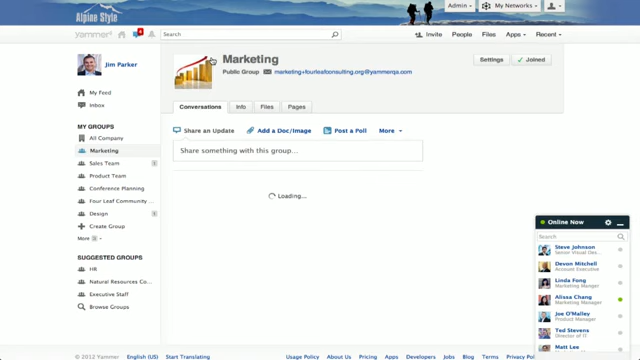 Alpine Style
Admin
My Networks
yammer
Search
Invite
People
Files
Apps
Recent
Jim Parker
My Feed
Inbox
MY GROUPS
All Company
Marketing
Sales Team
Product Team
Conference Planning
Four Leaf Community ...
Design
Create Group
More
SUGGESTED GROUPS
HR
Natural Resources Co...
Executive Staff
Browse Groups
Marketing
Public Group
marketing+fourleafconsulting.org@yammerqa.com
Settings
Joined
Conversations
Info
Files
Pages
Share an Update
Add a Doc/Image
Post a Poll
More
Share something with this group...
Loading...
Online Now
Search
Steve Johnson
Senior Visual Des...
Devon Mitchell
Account Executive
Linda Fong
Marketing Manager
Alissa Chang
Marketing Manager
Joe O'Malley
Product Manager
Ted Stevens
Director of IT
Matt Lee
© 2012 Yammer
English (US)
Start Translating
Usage Policy
About Us
Pricing
Apps
Developers
Jobs
Blog
Terms
Privacy Pol